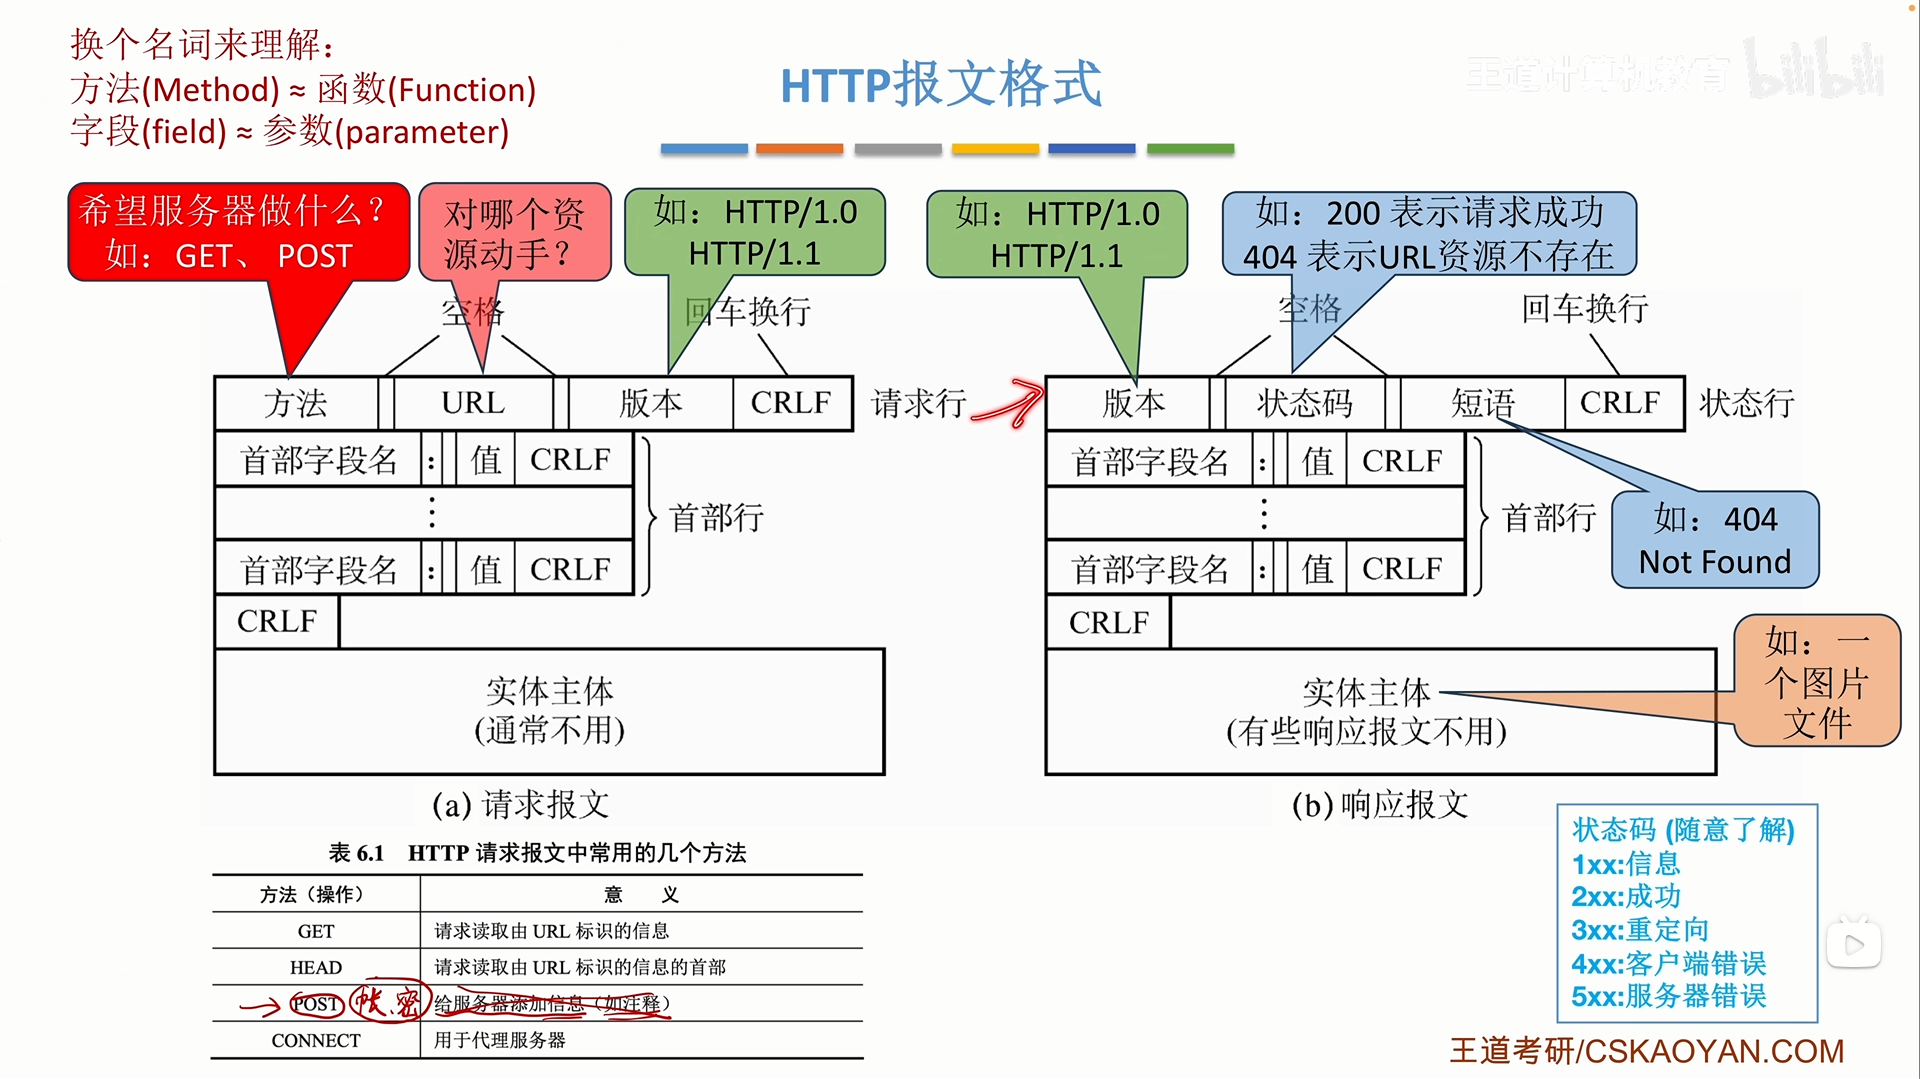 换个名词来理解：
方法(Method) ≈ 函数(Function)
字段(field) ≈ 参数(parameter)
HTTP报文格式
王道计算机教育 bilibili
希望服务器做什么？
如：GET、 POST
对哪个资
源动手？
如：HTTP/1.0
HTTP/1.1
如：HTTP/1.0
HTTP/1.1
如：200 表示请求成功
404 表示URL资源不存在
空格
回车换行
方法 URL 版本 CRLF 请求行
首部字段名 : 值 CRLF
⋮
首部行
首部字段名 : 值 CRLF
CRLF
实体主体
(通常不用)
(a) 请求报文
空格
回车换行
版本 状态码 短语 CRLF 状态行
首部字段名 : 值 CRLF
⋮
首部行
首部字段名 : 值 CRLF
CRLF
实体主体
(有些响应报文不用)
(b) 响应报文
如：404
Not Found
如：一
个图片
文件
表 6.1 HTTP 请求报文中常用的几个方法
方法（操作） 意 义
GET 请求读取由 URL 标识的信息
HEAD 请求读取由 URL 标识的信息的首部
POST 帐、密 给服务器添加信息（如注释）
CONNECT 用于代理服务器
状态码 (随意了解)
1xx:信息
2xx:成功
3xx:重定向
4xx:客户端错误
5xx:服务器错误
王道考研/CSKAOYAN.COM